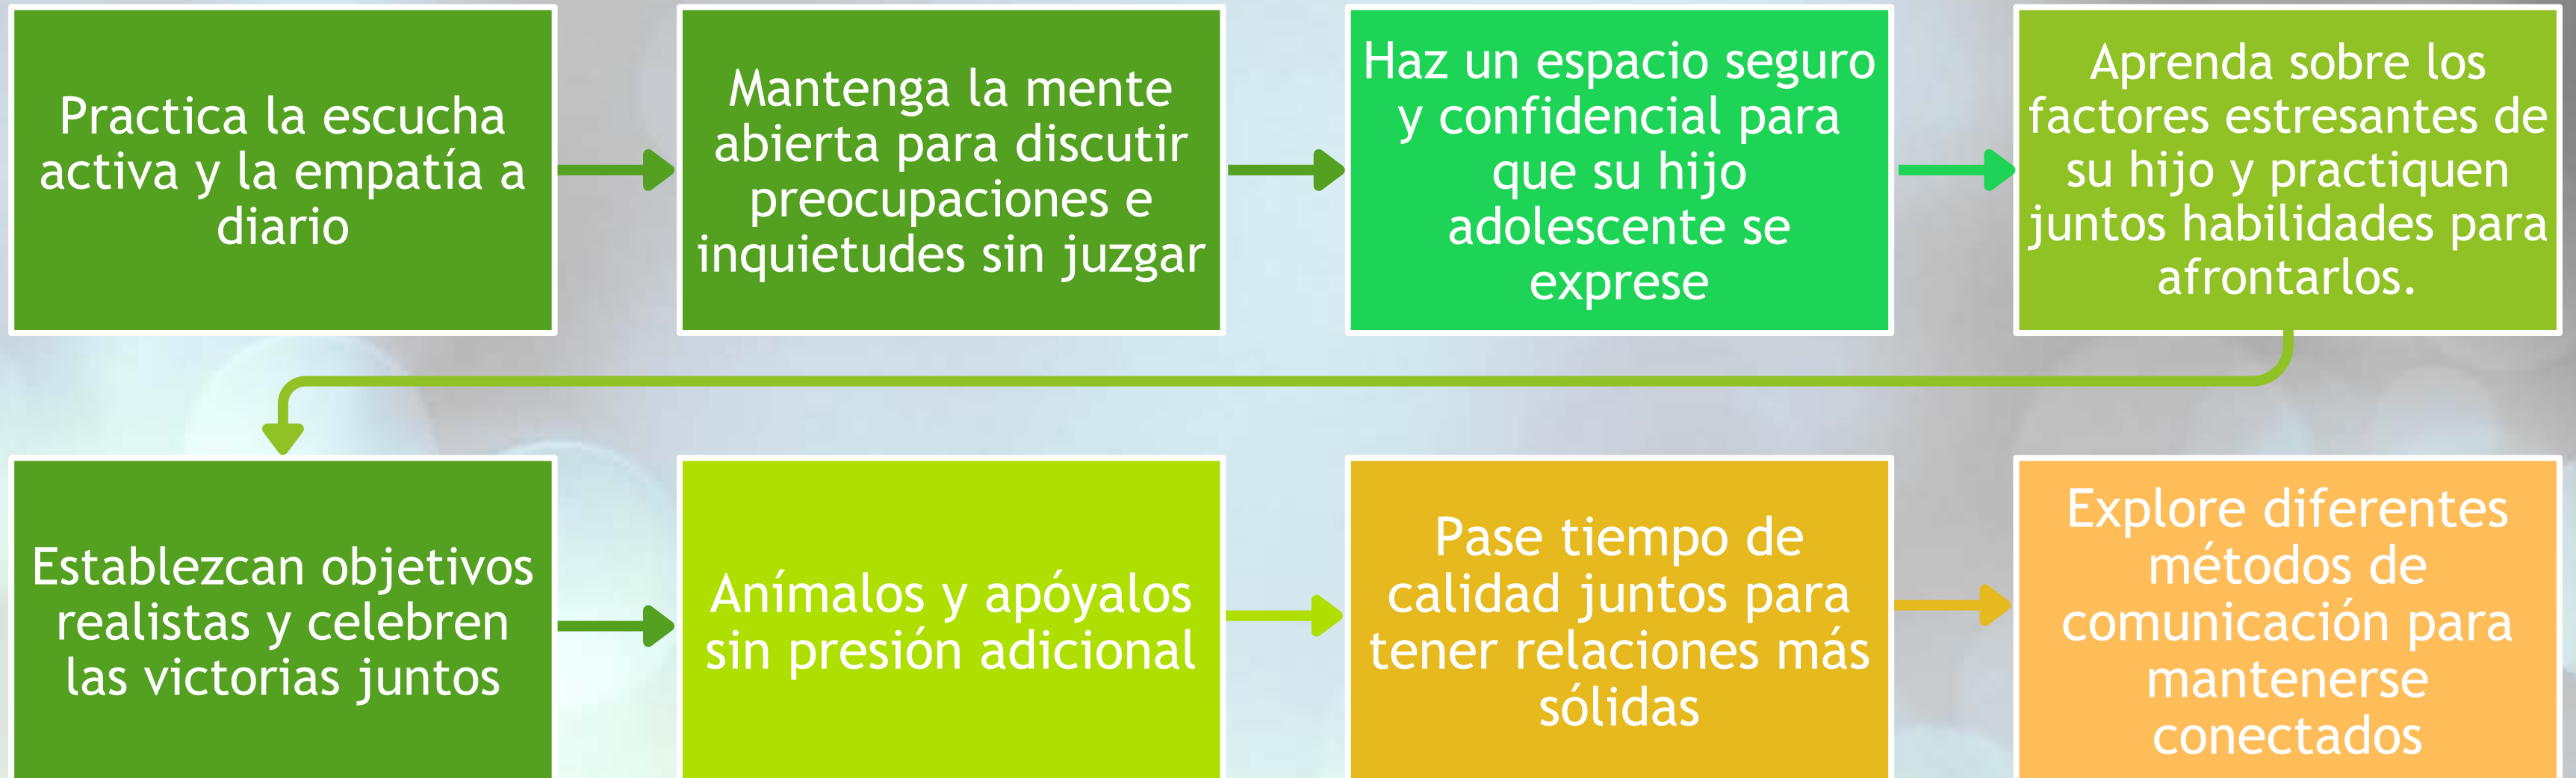 Practica la escucha
activa y la empatía a
diario
Mantenga la mente
abierta para discutir
preocupaciones e
inquietudes sin juzgar
Haz un espacio seguro
y confidencial para
que su hijo
adolescente se
exprese
Aprenda sobre los
factores estresantes de
su hijo y practiquen
juntos habilidades para
afrontarlos.
Establezcan objetivos
realistas y celebren
las victorias juntos
Anímalos y apóyalos
sin presión adicional
Pase tiempo de
calidad juntos para
tener relaciones más
sólidas
Explore diferentes
métodos de
comunicación para
mantenerse
conectados